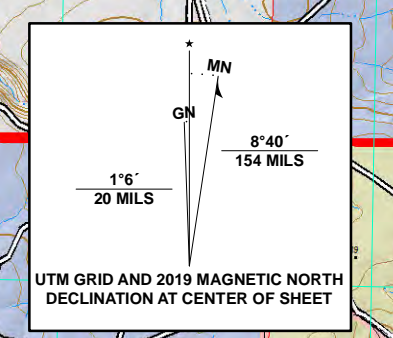 ★
MN
GN
8°40´
154 MILS
1°6´
20 MILS
UTM GRID AND 2019 MAGNETIC NORTH
DECLINATION AT CENTER OF SHEET